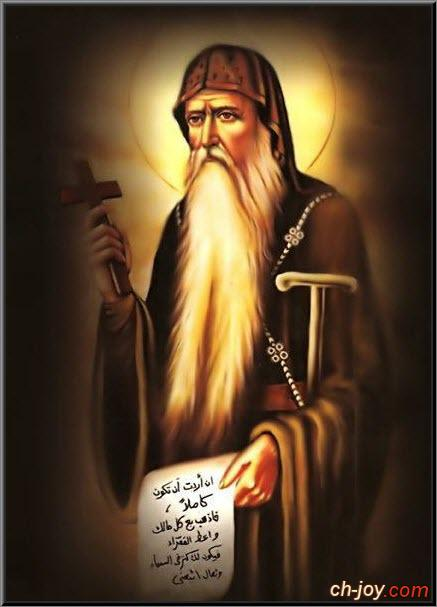 ان أردت أن تكون
كاملاً ،
فاذهب بع كل مالك
واعط الفقراء
فيكون لك كنز في السماء
وتعال اتبعني
ch-joy.com